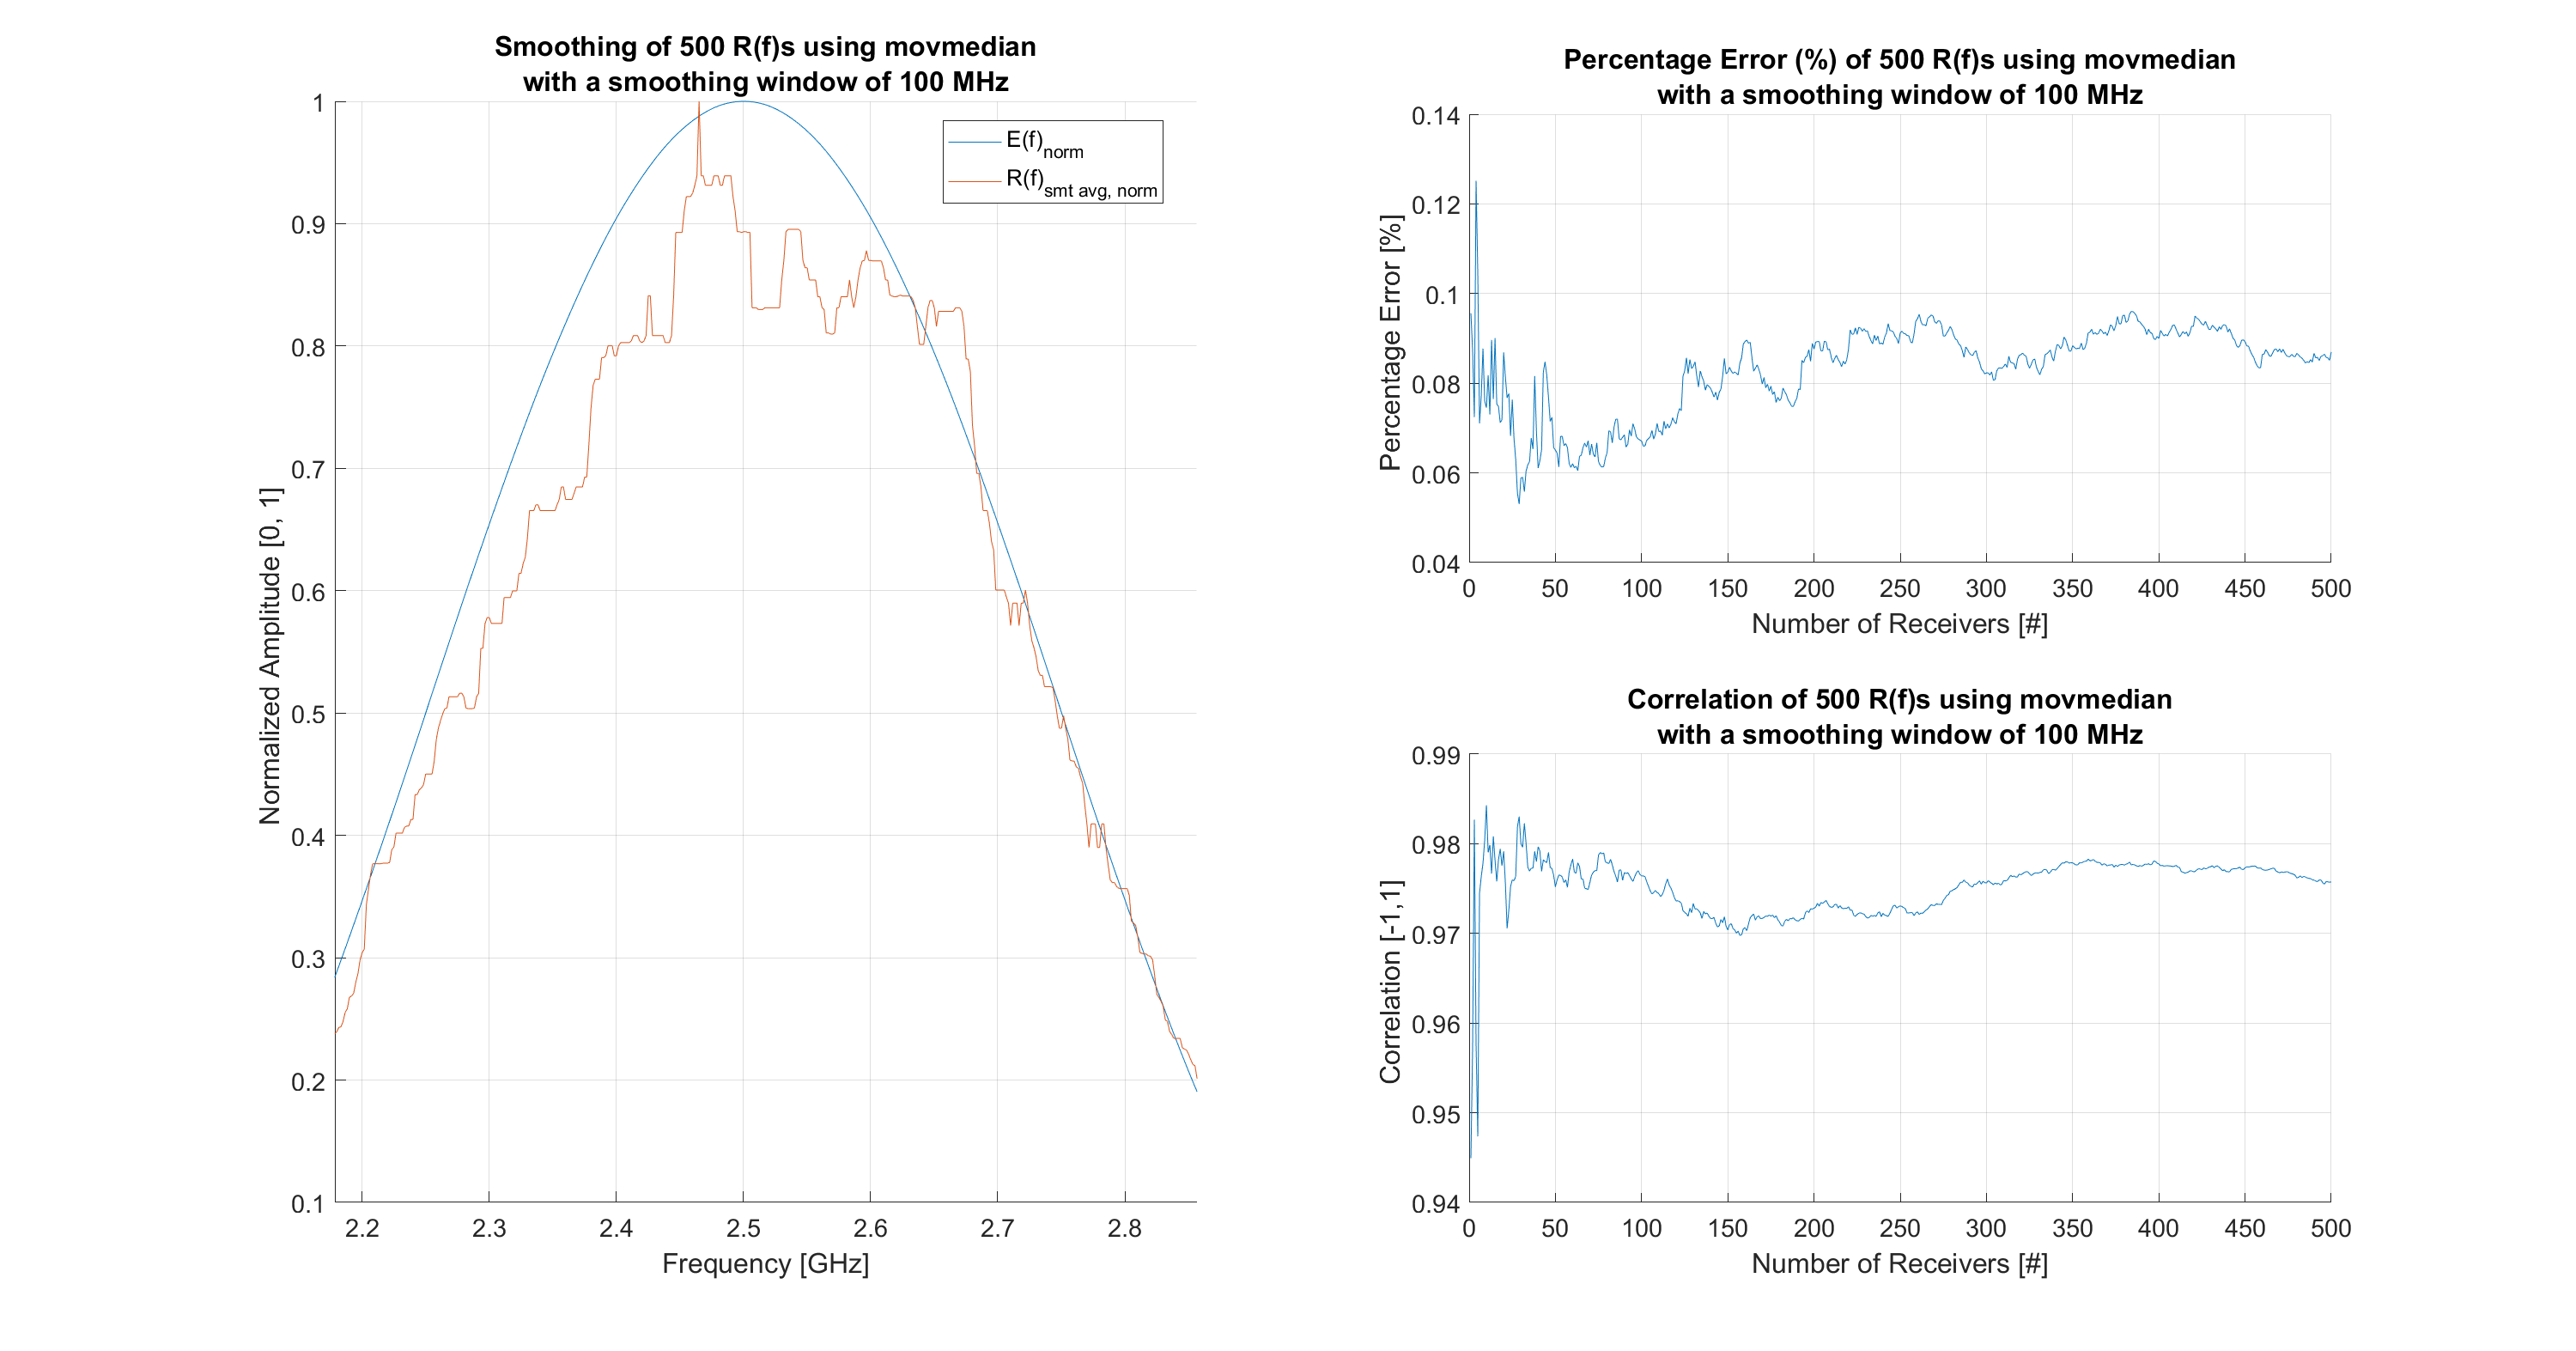 Smoothing of 500 R(f)s using movmedian
with a smoothing window of 100 MHz
1
0.9
0.8
0.7
0.6
0.5
0.4
0.3
0.2
0.1
Normalized Amplitude [0, 1]
2.2 2.3 2.4 2.5 2.6 2.7 2.8
Frequency [GHz]
E(f)norm
R(f)smt avg, norm
Percentage Error (%) of 500 R(f)s using movmedian
with a smoothing window of 100 MHz
0.14
0.12
0.1
0.08
0.06
0.04
Percentage Error [%]
0 50 100 150 200 250 300 350 400 450 500
Number of Receivers [#]
Correlation of 500 R(f)s using movmedian
with a smoothing window of 100 MHz
0.99
0.98
0.97
0.96
0.95
0.94
Correlation [-1,1]
0 50 100 150 200 250 300 350 400 450 500
Number of Receivers [#]